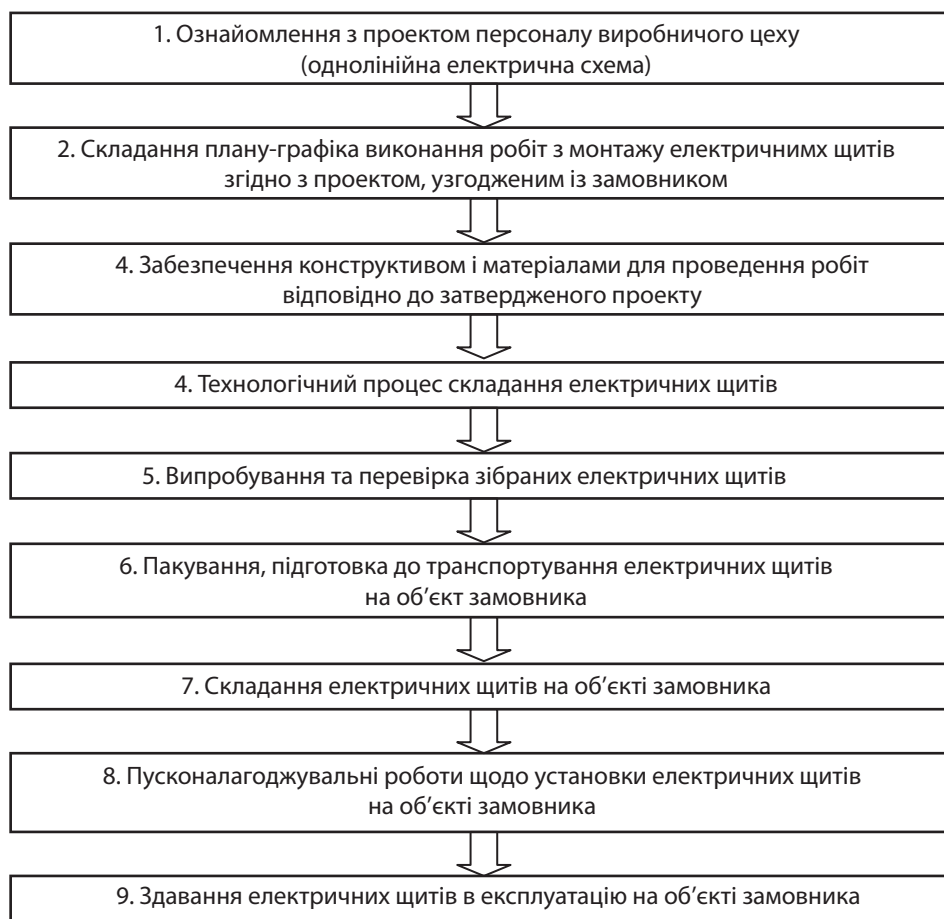 1. Ознайомлення з проектом персоналу виробничого цеху
(однолінійна електрична схема)
2. Складання плану-графіка виконання робіт з монтажу електричнимх щитів
згідно з проектом, узгодженим із замовником
4. Забезпечення конструктивом і матеріалами для проведення робіт
відповідно до затвердженого проекту
4. Технологічний процес складання електричних щитів
5. Випробування та перевірка зібраних електричних щитів
6. Пакування, підготовка до транспортування електричних щитів
на об’єкт замовника
7. Складання електричних щитів на об’єкті замовника
8. Пусконалагоджувальні роботи щодо установки електричних щитів
на об’єкті замовника
9. Здавання електричних щитів в експлуатацію на об’єкті замовника